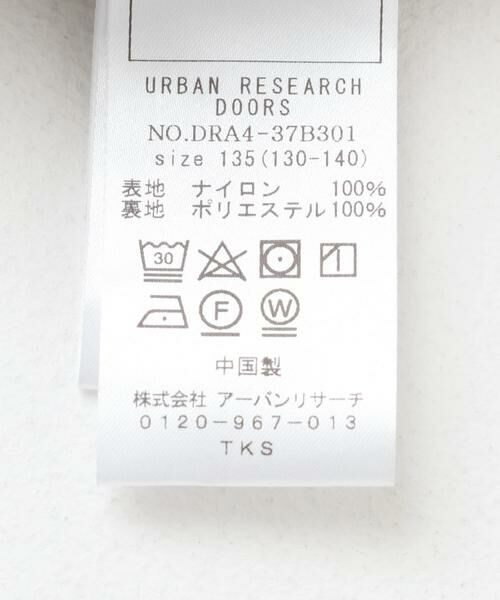 URBAN RESEARCH
DOORS
NO.DRA4-37B301
size 135(130-140)
表地 ナイロン 100%
裏地 ポリエステル100%
30
F W
中国製
株式会社 アーバンリサーチ
0120-967-013
TKS